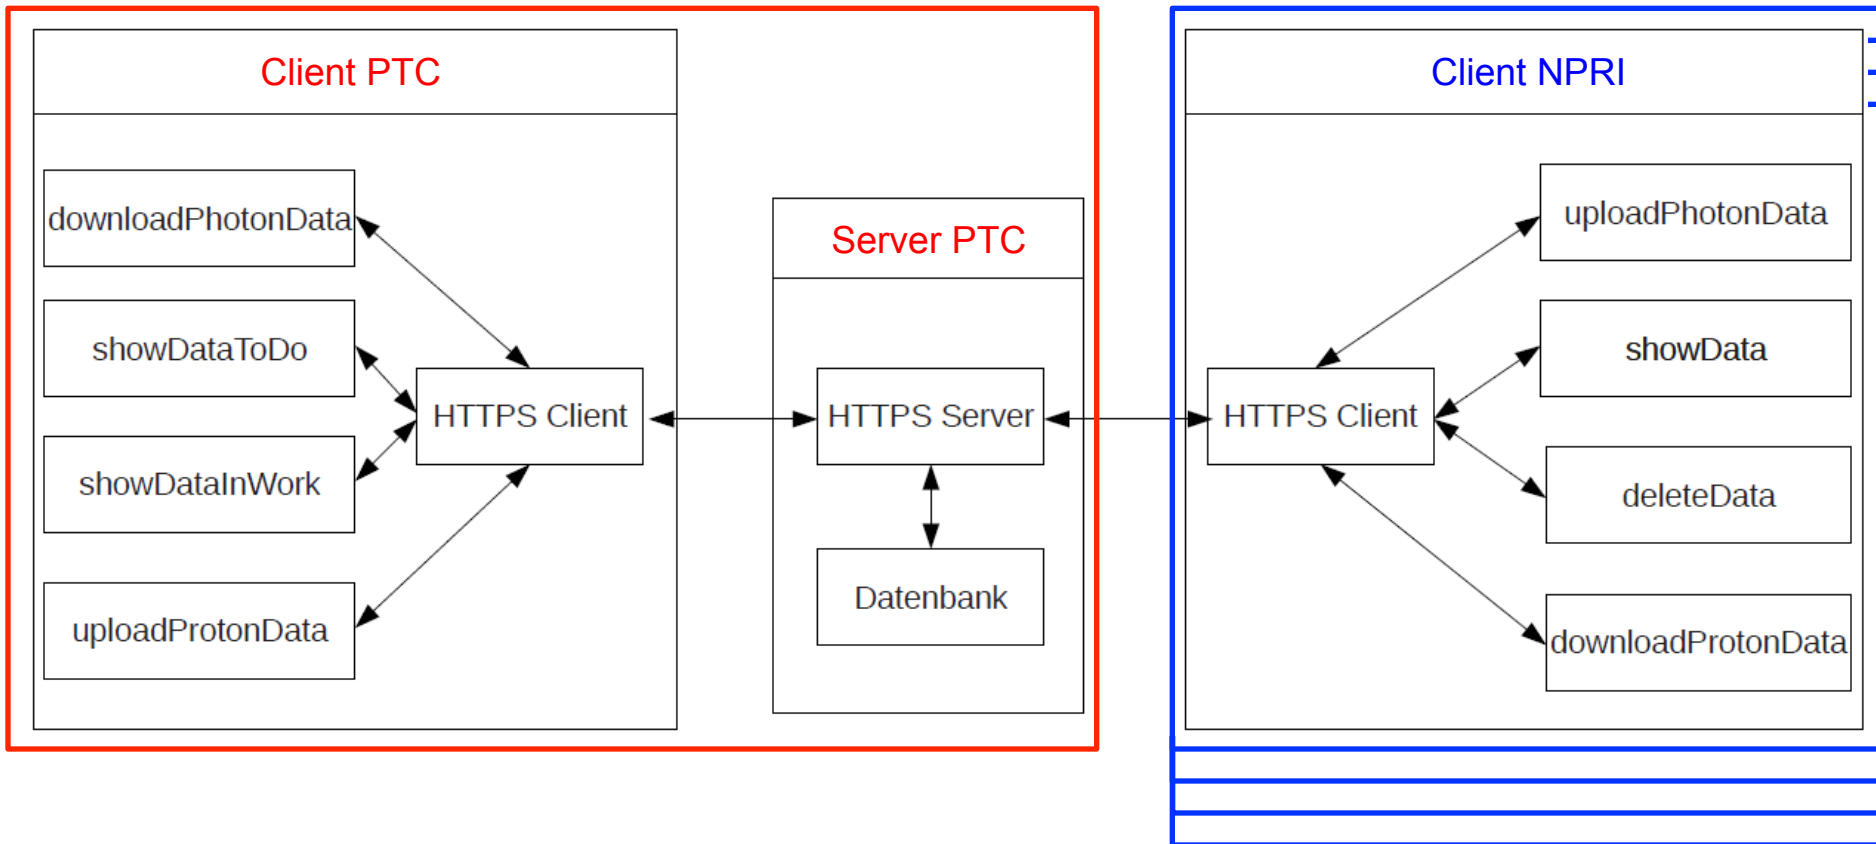 Client PTC
downloadPhotonData
showDataToDo
showDataInWork
uploadProtonData
HTTPS Client
Server PTC
HTTPS Server
Datenbank
Client NPRI
HTTPS Client
uploadPhotonData
showData
deleteData
downloadProtonData